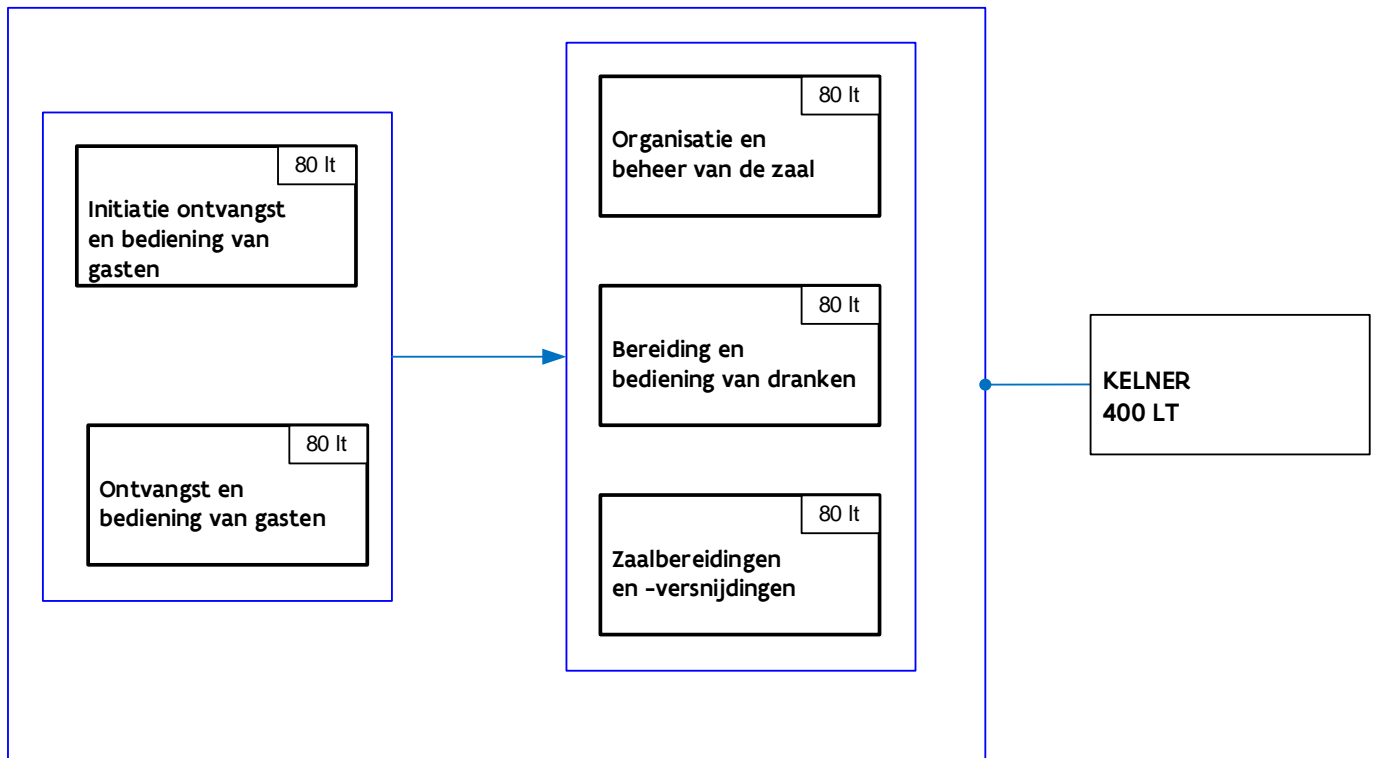 80 lt
Initiatie ontvangst
en bediening van
gasten
80 lt
Ontvangst en
bediening van gasten
80 lt
Organisatie en
beheer van de zaal
80 lt
Bereiding en
bediening van dranken
80 lt
Zaalbereidingen
en -versnijdingen
KELNER
400 LT